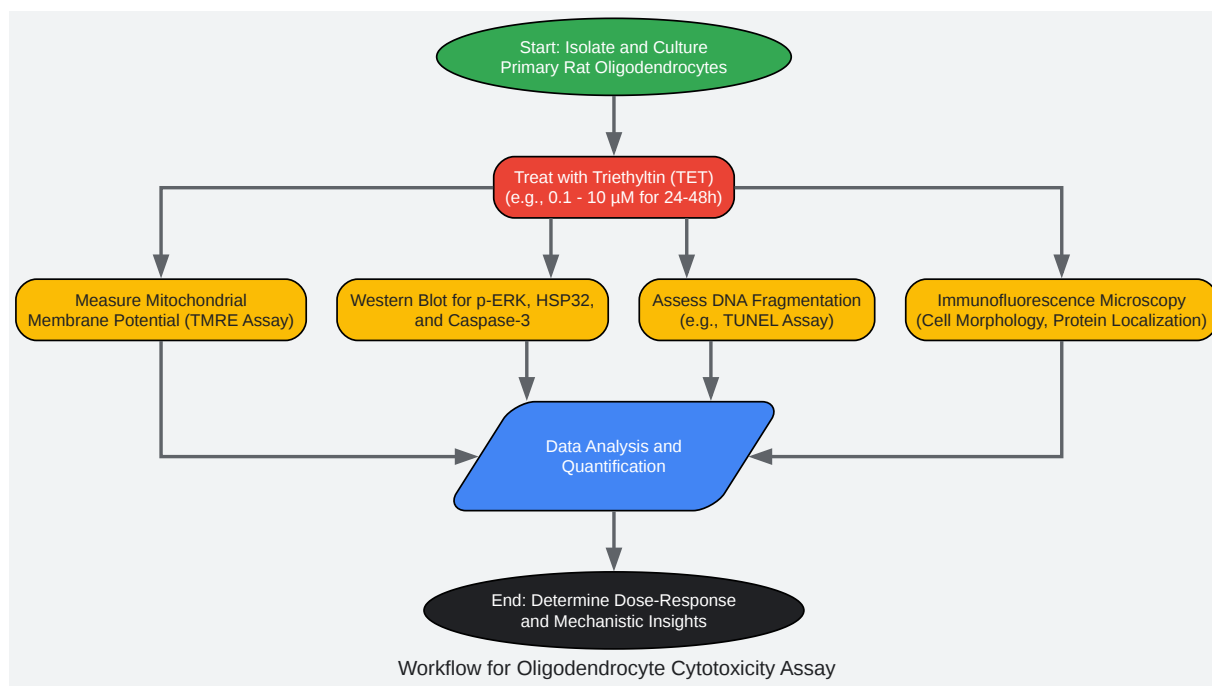 Start: Isolate and Culture
Primary Rat Oligodendrocytes
Treat with Triethyltin (TET)
(e.g., 0.1 - 10 µM for 24-48h)
Measure Mitochondrial
Membrane Potential (TMRE Assay)
Western Blot for p-ERK, HSP32,
and Caspase-3
Assess DNA Fragmentation
(e.g., TUNEL Assay)
Immunofluorescence Microscopy
(Cell Morphology, Protein Localization)
Data Analysis and
Quantification
End: Determine Dose-Response
and Mechanistic Insights
Workflow for Oligodendrocyte Cytotoxicity Assay